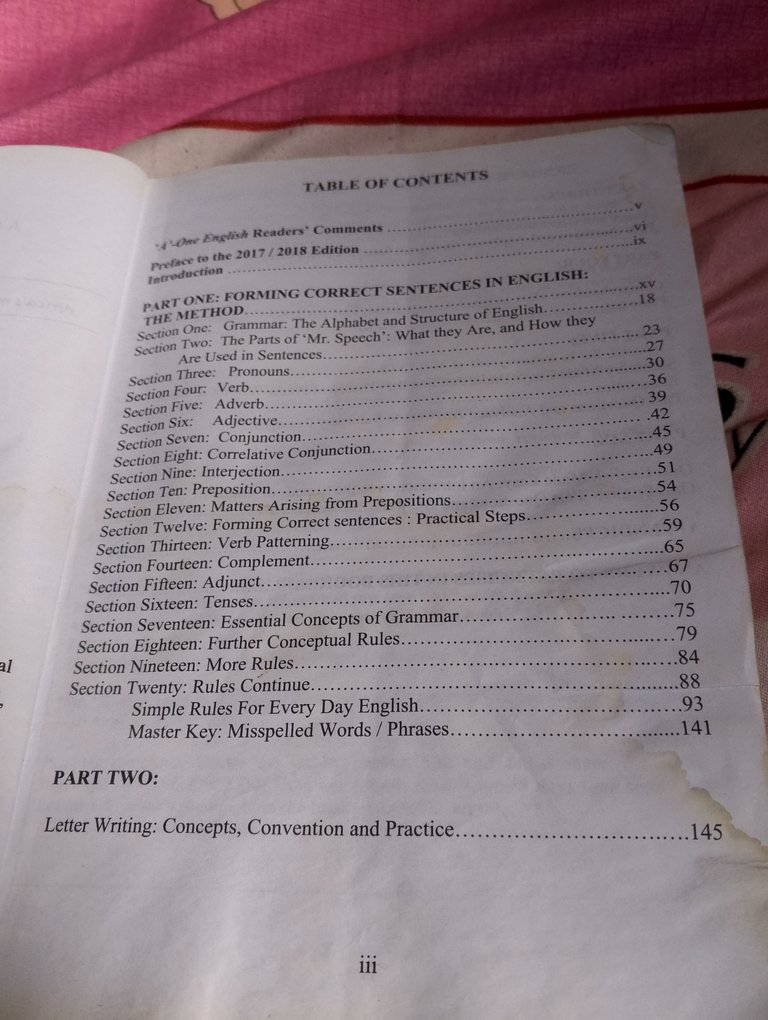 TABLE OF CONTENTS
'A'-One English Readers' Comments ........................................ v
Preface to the 2017 / 2018 Edition ........................................ vi
Introduction ........................................ ix
PART ONE: FORMING CORRECT SENTENCES IN ENGLISH:
THE METHOD........................................xv
Section One: Grammar: The Alphabet and Structure of English....................18
Section Two: The Parts of 'Mr. Speech': What they Are, and How they
Are Used in Sentences........................................ 23
Section Three: Pronouns........................................27
Section Four: Verb........................................30
Section Five: Adverb........................................36
Section Six: Adjective........................................ 39
Section Seven: Conjunction........................................42
Section Eight: Correlative Conjunction........................................45
Section Nine: Interjection........................................49
Section Ten: Preposition........................................51
Section Eleven: Matters Arising from Prepositions..............................54
Section Twelve: Forming Correct sentences : Practical Steps....................56
Section Thirteen: Verb Patterning........................................59
Section Fourteen: Complement........................................65
Section Fifteen: Adjunct........................................67
Section Sixteen: Tenses........................................70
Section Seventeen: Essential Concepts of Grammar..............................75
Section Eighteen: Further Conceptual Rules........................................79
Section Nineteen: More Rules........................................84
Section Twenty: Rules Continue........................................88
Simple Rules For Every Day English........................................93
Master Key: Misspelled Words / Phrases........................................141
PART TWO:
Letter Writing: Concepts, Convention and Practice..............................145
iii